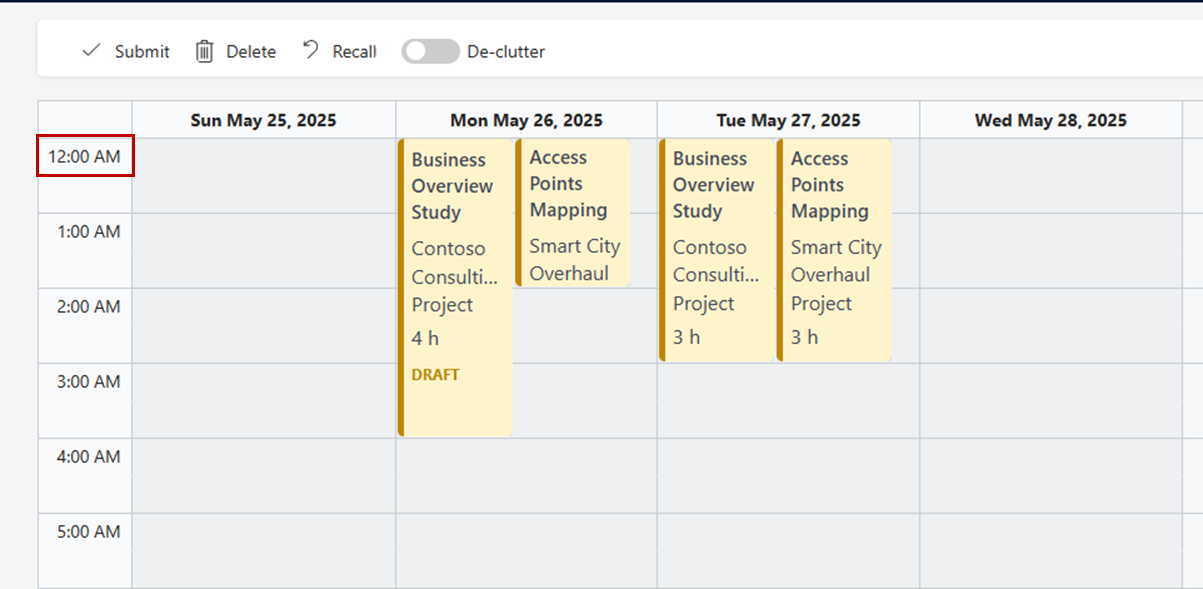 Submit Delete Recall De-clutter
Sun May 25, 2025 Mon May 26, 2025 Tue May 27, 2025 Wed May 28, 2025
12:00 AM
1:00 AM
2:00 AM
3:00 AM
4:00 AM
5:00 AM
Business
Overview
Study
Contoso
Consulti...
Project
4 h
DRAFT
Access
Points
Mapping
Smart City
Overhaul
Business
Overview
Study
Contoso
Consulti...
Project
3 h
Access
Points
Mapping
Smart City
Overhaul
Project
3 h